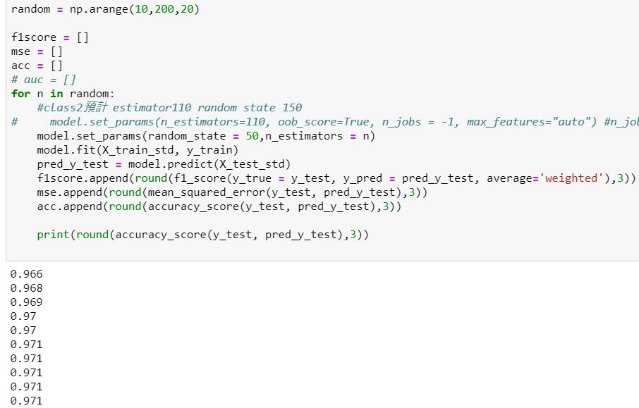 random = np.arange(10,200,20)
f1score = []
mse = []
acc = []
# auc = []
for n in random:
#class2預計 estimator110 random state 150
# model.set_params(n_estimators=110, oob_score=True, n_jobs = -1, max_features="auto") #n_jo
model.set_params(random_state = 50,n_estimators = n)
model.fit(X_train_std, y_train)
pred_y_test = model.predict(X_test_std)
f1score.append(round(f1_score(y_true = y_test, y_pred = pred_y_test, average='weighted'),3))
mse.append(round(mean_squared_error(y_test, pred_y_test),3))
acc.append(round(accuracy_score(y_test, pred_y_test),3))
print(round(accuracy_score(y_test, pred_y_test),3))
0.966
0.968
0.969
0.97
0.97
0.971
0.971
0.971
0.971
0.971